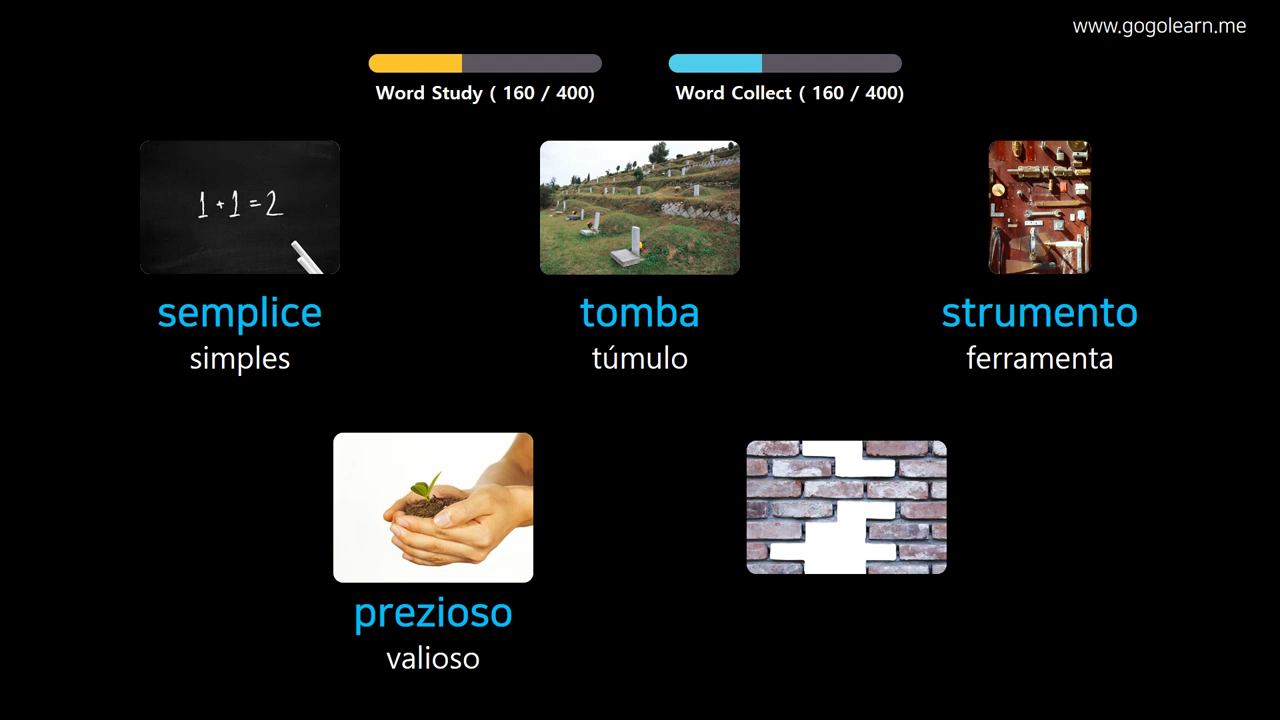 www.gogolearn.me
Word Study ( 160 / 400)
Word Collect ( 160 / 400)
1+1=2
semplice
simples
tomba
túmulo
strumento
ferramenta
prezioso
valioso